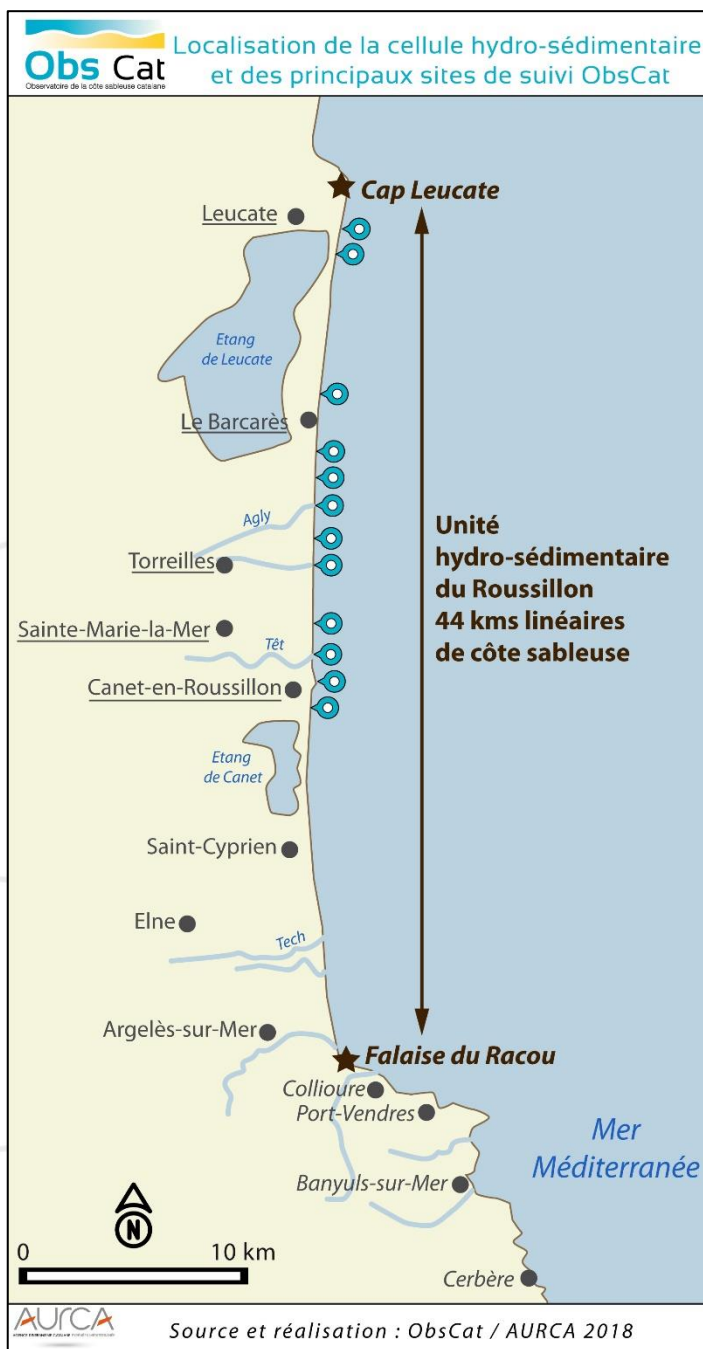 Obs Cat
Observatoire de la côte sableuse catalane
Localisation de la cellule hydro-sédimentaire
et des principaux sites de suivi ObsCat
Cap Leucate
Leucate
Etang
de Leucate
Le Barcarès
Agly
Torreilles
Sainte-Marie-la-Mer
Têt
Canet-en-Roussillon
Etang
de Canet
Unité
hydro-sédimentaire
du Roussillon
44 kms linéaires
de côte sableuse
Saint-Cyprien
Elne
Tech
Argelès-sur-Mer
Falaise du Racou
Collioure
Port-Vendres
Banyuls-sur-Mer
Cerbère
Mer
Méditerranée
N
0 10 km
AURCA
Source et réalisation : ObsCat / AURCA 2018